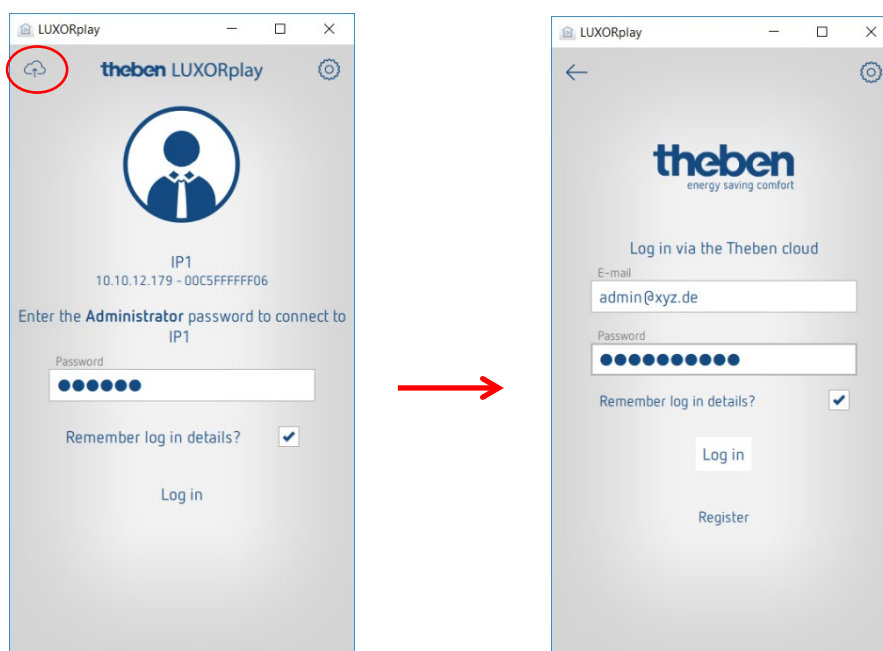 LUXORplay
theben LUXORplay
IP1
10.10.12.179 - 00C5FFFFFF06
Enter the Administrator password to connect to
IP1
Password
Remember log in details?
Log in
LUXORplay
theben
energy saving comfort
Log in via the Theben cloud
E-mail
admin@xyz.de
Password
Remember log in details?
Log in
Register